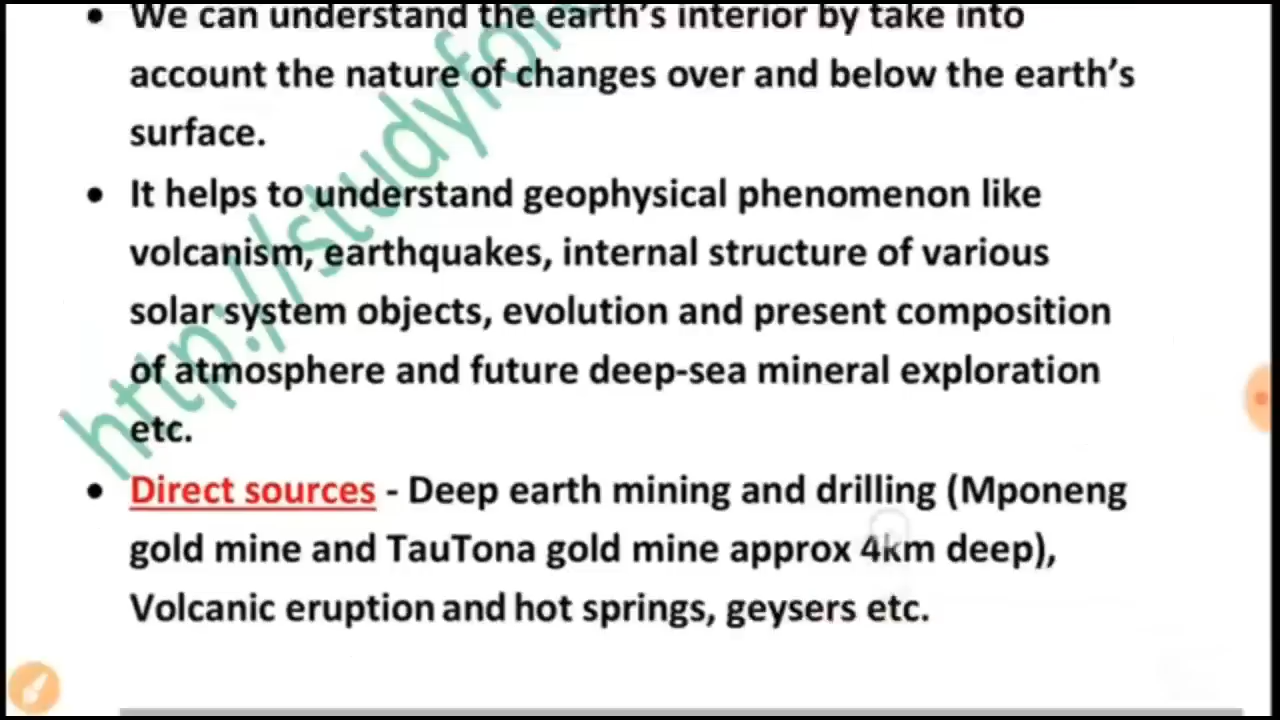 • We can understand the earth's interior by take into
account the nature of changes over and below the earth's
surface.
• It helps to understand geophysical phenomenon like
volcanism, earthquakes, internal structure of various
solar system objects, evolution and present composition
of atmosphere and future deep-sea mineral exploration
etc.
• Direct sources - Deep earth mining and drilling (Mponeng
gold mine and TauTona gold mine approx 4km deep),
Volcanic eruption and hot springs, geysers etc.
http://studyfor